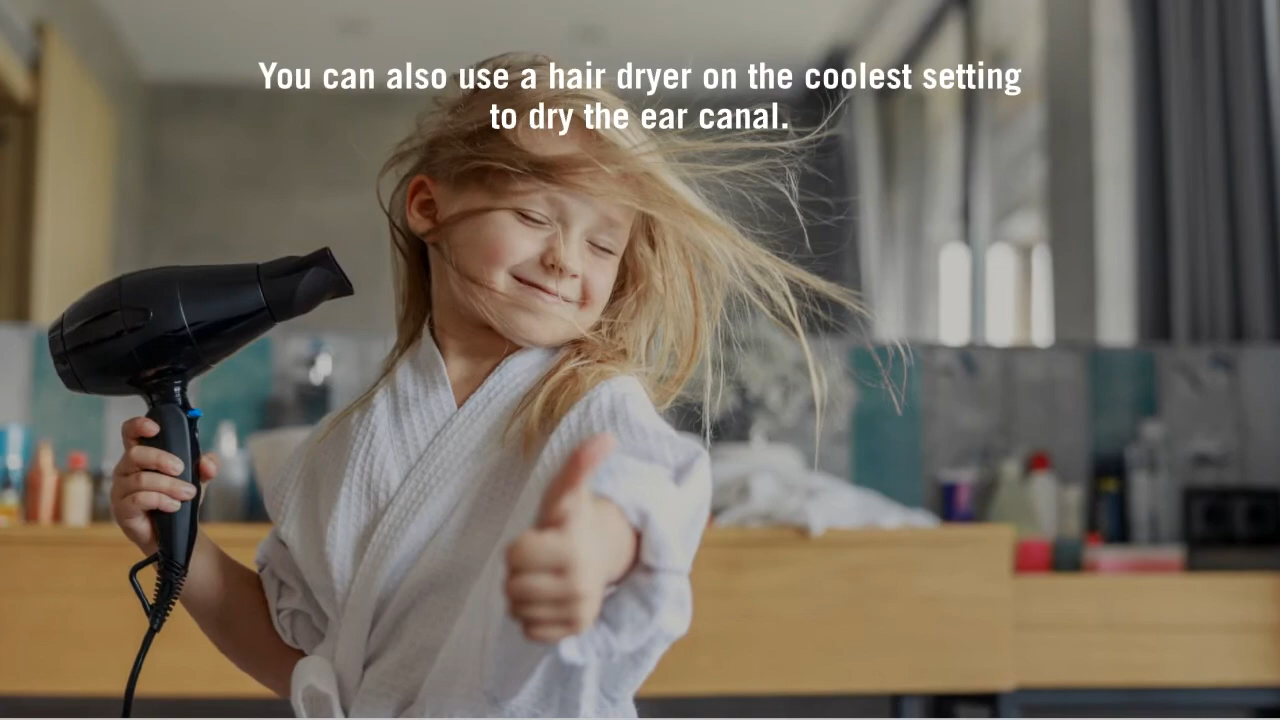 You can also use a hair dryer on the coolest setting
to dry the ear canal.